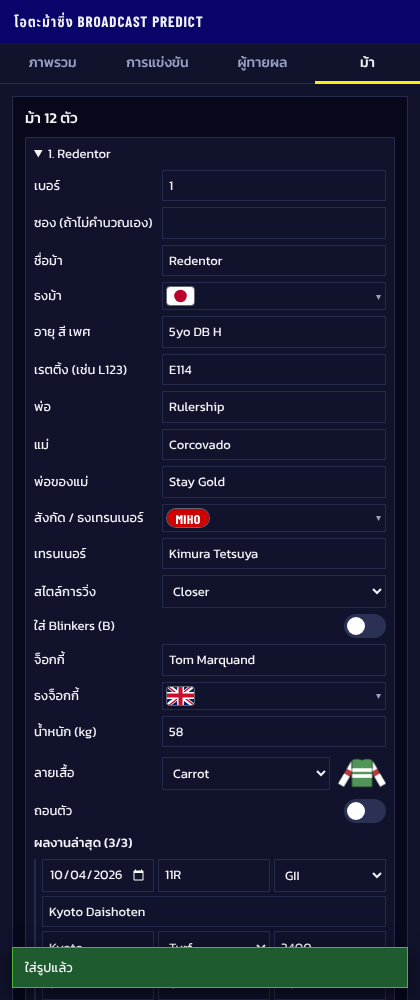 โอตะม้าซิ่ง BROADCAST PREDICT
ภาพรวม การแข่งขัน ผู้ทายผล ม้า
ม้า 12 ตัว
▼ 1. Redentor
เบอร์ 1
ซอง (ถ้าไม่คำนวณเอง)
ชื่อม้า Redentor
ธงม้า
อายุ สี เพศ 5yo DB H
เรตติ้ง (เช่น L123) E114
พ่อ Rulership
แม่ Corcovado
พ่อของแม่ Stay Gold
สังกัด / ธงเทรนเนอร์ MIHO
เทรนเนอร์ Kimura Tetsuya
สไตล์การวิ่ง Closer
ใส่ Blinkers (B)
จ็อกกี้ Tom Marquand
ธงจ็อกกี้
น้ำหนัก (kg) 58
ลายเสื้อ Carrot
ถอนตัว
ผลงานล่าสุด (3/3)
10/04/2026 11R GII
Kyoto Daishoten
Kyoto Turf 2400
ใส่รูปแล้ว